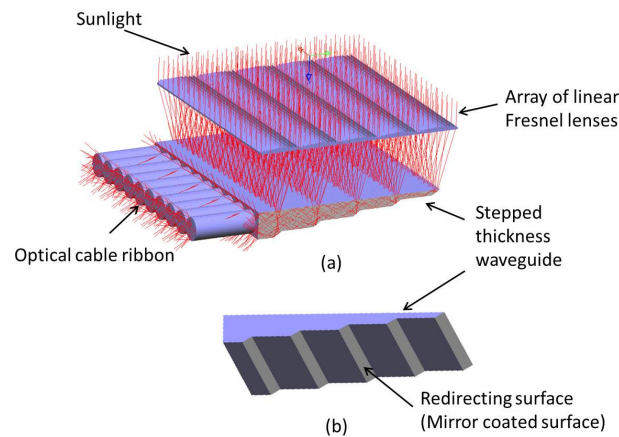 Sunlight
Array of linear
Fresnel lenses
Stepped
thickness
waveguide
Optical cable ribbon
(a)
Redirecting surface
(Mirror coated surface)
(b)